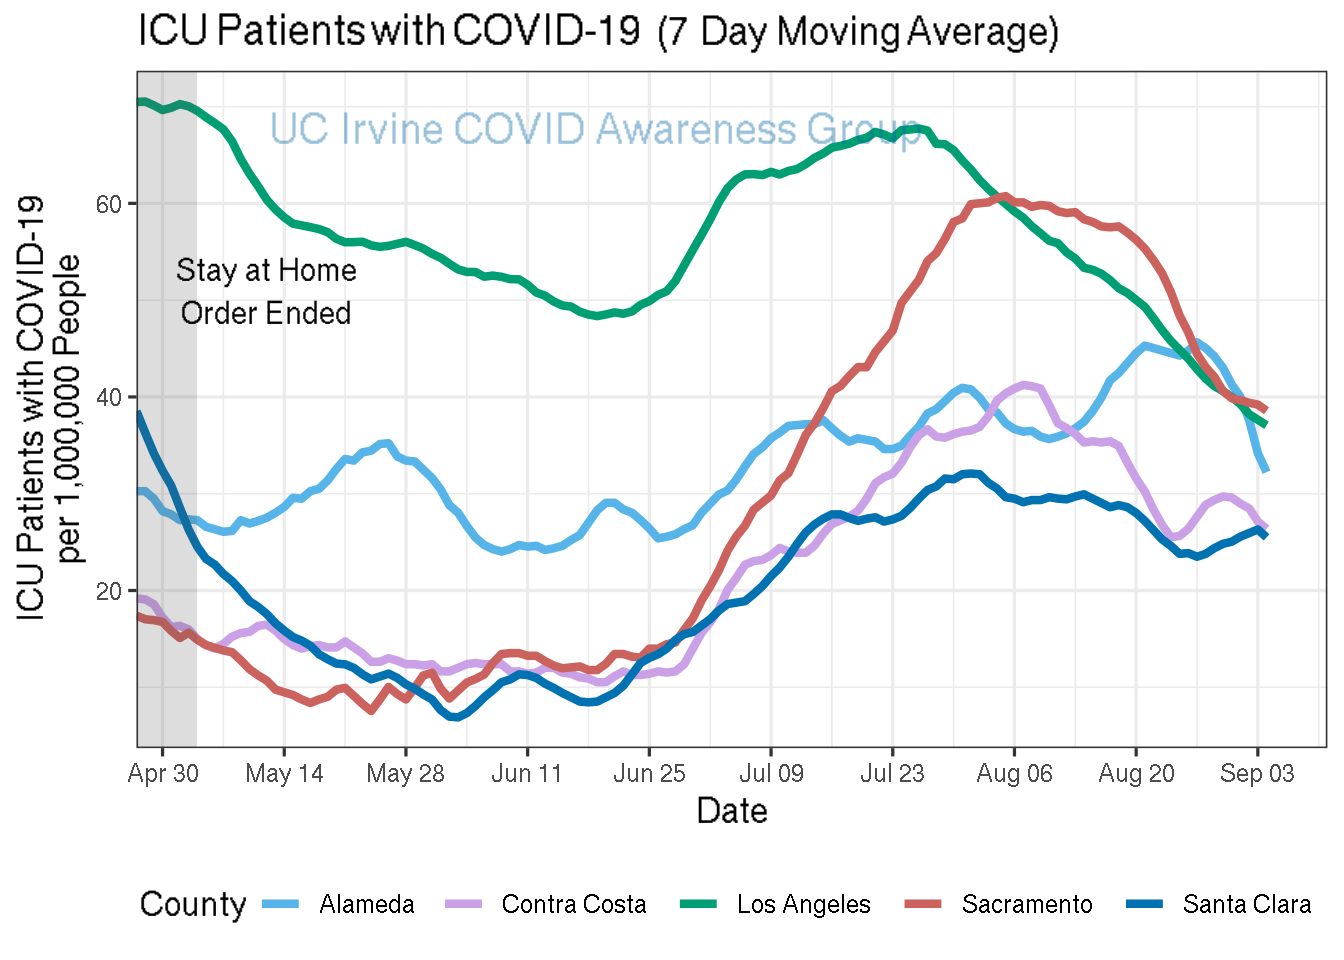 ICU Patients with COVID-19 (7 Day Moving Average)
UC Irvine COVID Awareness Group
Stay at Home
Order Ended
ICU Patients with COVID-19
per 1,000,000 People
60
40
20
Apr 30 May 14 May 28 Jun 11 Jun 25 Jul 09 Jul 23 Aug 06 Aug 20 Sep 03
Date
County Alameda Contra Costa Los Angeles Sacramento Santa Clara